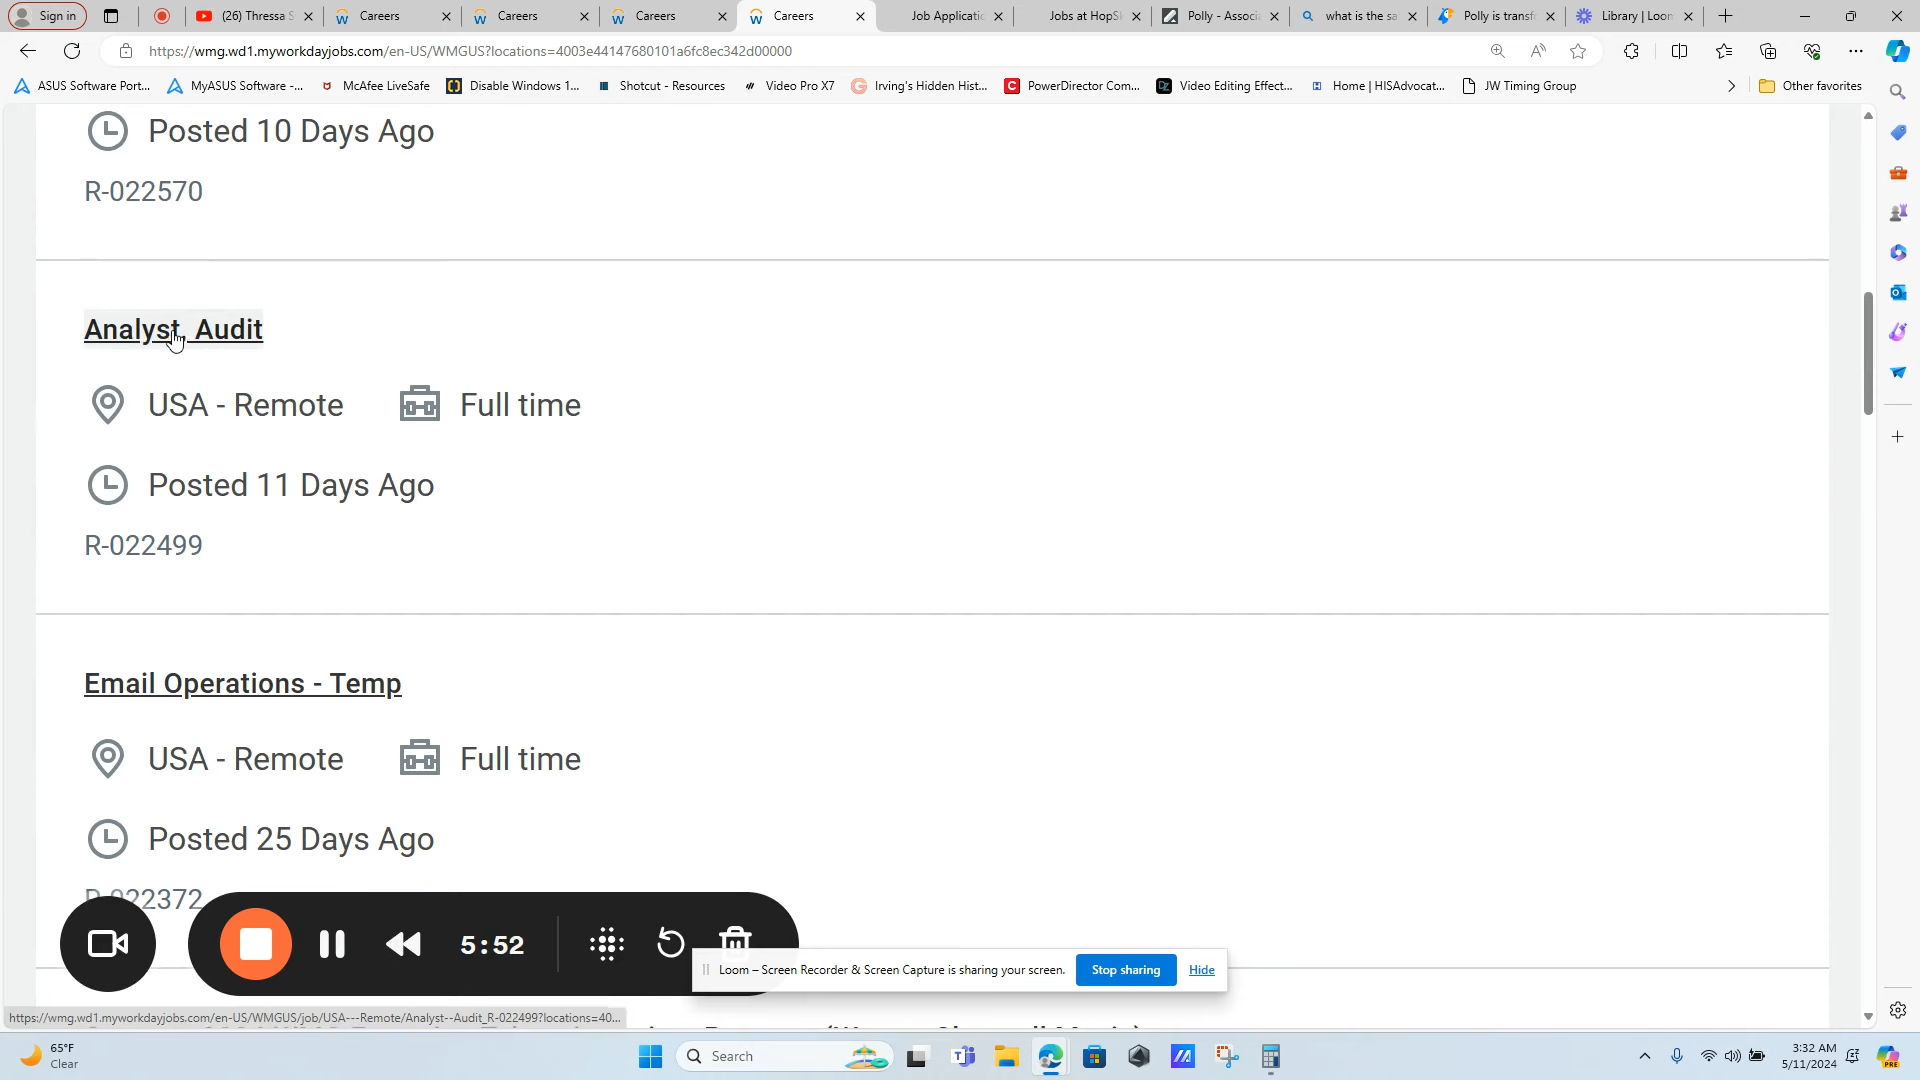 Sign in
(26) Thressa S
Careers
Careers
Careers
Careers
Job Applicatio
Jobs at HopSk
Polly - Associa
what is the sa
Polly is transf
Library | Loom
https://wmg.wd1.myworkdayjobs.com/en-US/WMGUS?locations=4003e44147680101a6fc8ec342d00000
ASUS Software Port...
MyASUS Software -...
McAfee LiveSafe
Disable Windows 1...
Shotcut - Resources
Video Pro X7
Irving's Hidden Hist...
PowerDirector Com...
Video Editing Effect...
Home | HISAdvocat...
JW Timing Group
Other favorites
Posted 10 Days Ago
R-022570
Analyst, Audit
USA - Remote
Full time
Posted 11 Days Ago
R-022499
Email Operations - Temp
USA - Remote
Full time
Posted 25 Days Ago
R-022372
5:52
Loom – Screen Recorder & Screen Capture is sharing your screen.
Stop sharing
Hide
https://wmg.wd1.myworkdayjobs.com/en-US/WMGUS/job/USA---Remote/Analyst--Audit_R-022499?locations=40...
65°F
Clear
Search
3:32 AM
5/11/2024